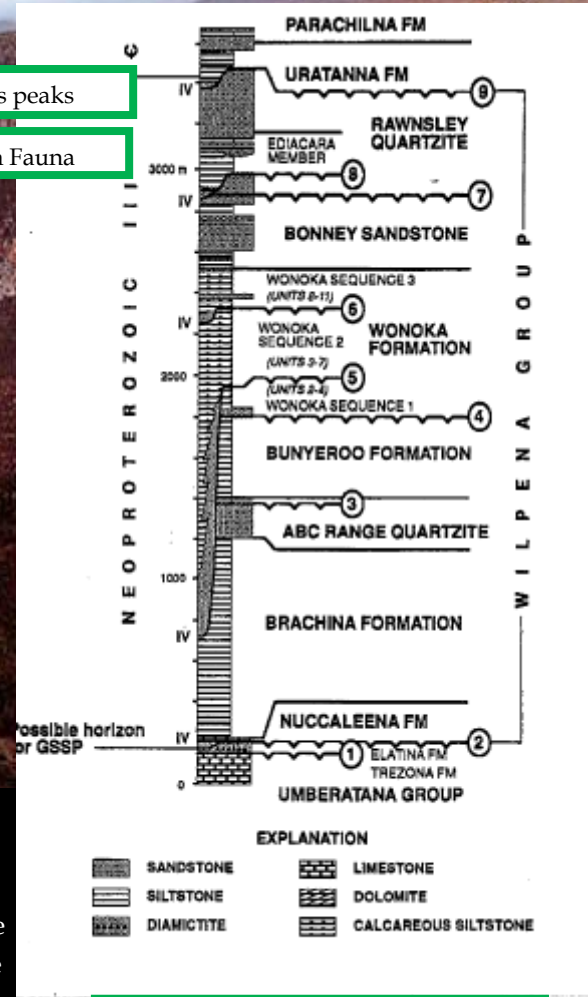 PARACHILNA FM
IV
URATANNA FM
9
s peaks
RAWNSLEY
QUARTZITE
EDIACARA
MEMBER
Fauna
3000 m
8
IV
7
BONNEY SANDSTONE
WONOKA SEQUENCE 3
(UNITS 8-11)
6
IV
WONOKA
SEQUENCE 2
WONOKA
FORMATION
(UNITS 3-7)
2000
5
WONOKA SEQUENCE 1
4
BUNYEROO FORMATION
3
ABC RANGE QUARTZITE
1000
IV
BRACHINA FORMATION
NEOPROTEROZOIC III
WILPENA GROUP
NUCCALEENA FM
Possible horizon
or GSSP
IV
2
1
ELATINA FM
TREZONA FM
0
UMBERATANA GROUP
EXPLANATION
SANDSTONE
LIMESTONE
SILTSTONE
DOLOMITE
DIAMICTITE
CALCAREOUS SILTSTONE